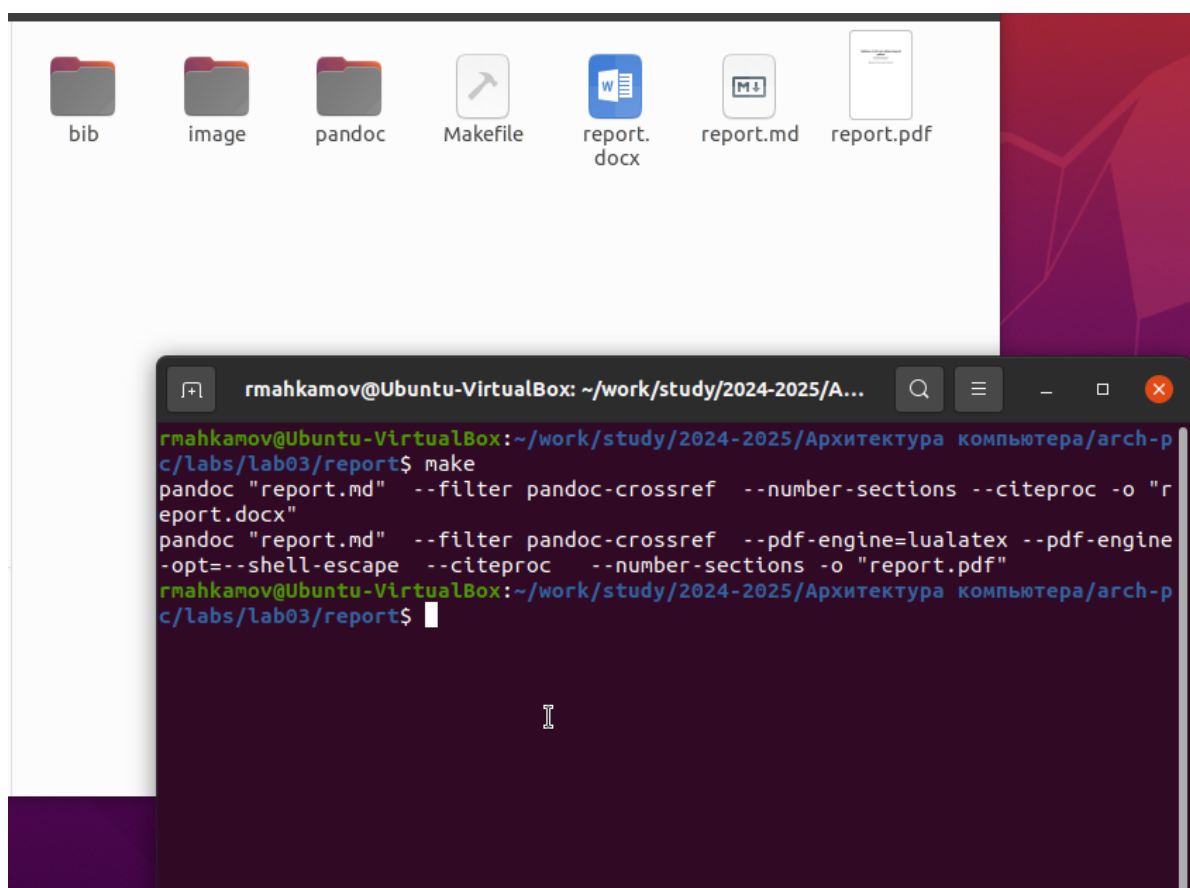 bib
image
pandoc
Makefile
report.
docx
report.md
report.pdf
rmahkamov@Ubuntu-VirtualBox: ~/work/study/2024-2025/A...
rmahkamov@Ubuntu-VirtualBox:~/work/study/2024-2025/Архитектура компьютера/arch-p
c/labs/lab03/report$ make
pandoc "report.md"  --filter pandoc-crossref  --number-sections --citeproc -o "r
eport.docx"
pandoc "report.md"  --filter pandoc-crossref  --pdf-engine=lualatex --pdf-engine
-opt=--shell-escape  --citeproc   --number-sections -o "report.pdf"
rmahkamov@Ubuntu-VirtualBox:~/work/study/2024-2025/Архитектура компьютера/arch-p
c/labs/lab03/report$